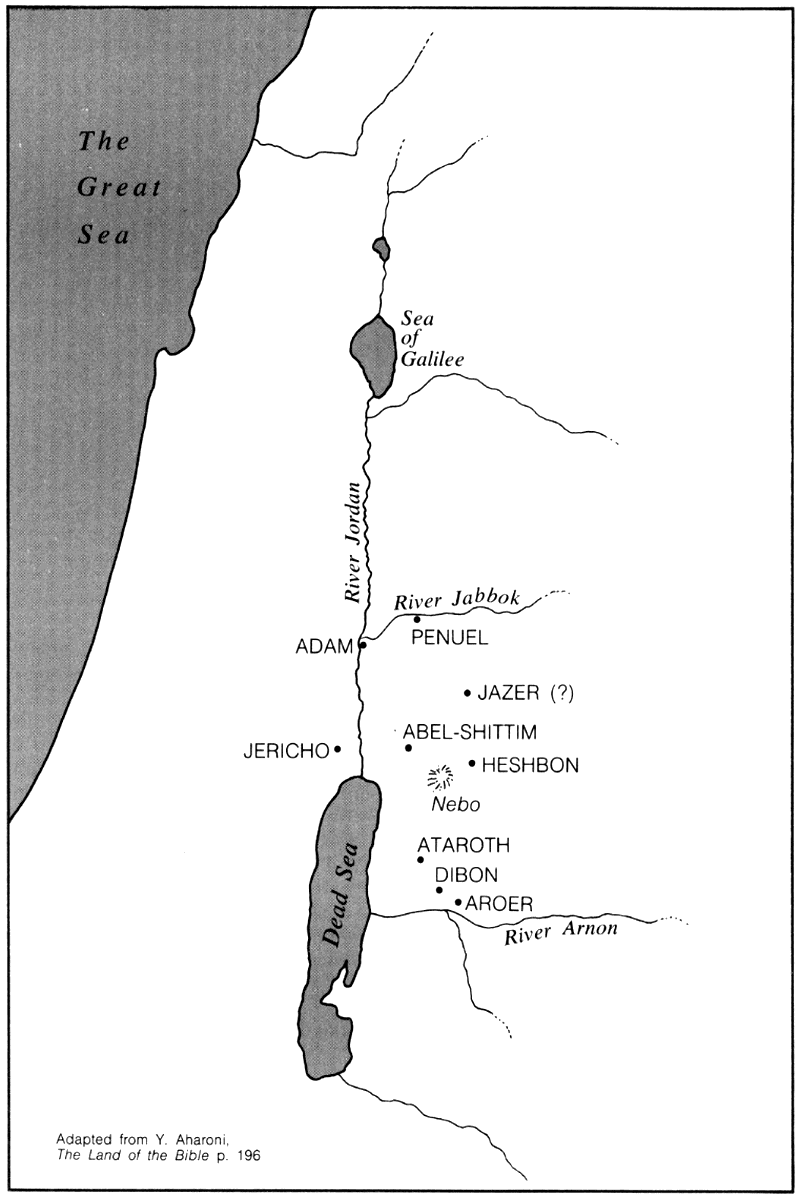 The
Great
Sea
Sea
of
Galilee
River Jordan
River Jabbok
PENUEL
ADAM
JAZER (?)
ABEL-SHITTIM
JERICHO
HESHBON
Nebo
ATAROTH
DIBON
AROER
Dead Sea
River Arnon
Adapted from Y. Aharoni,
The Land of the Bible p. 196